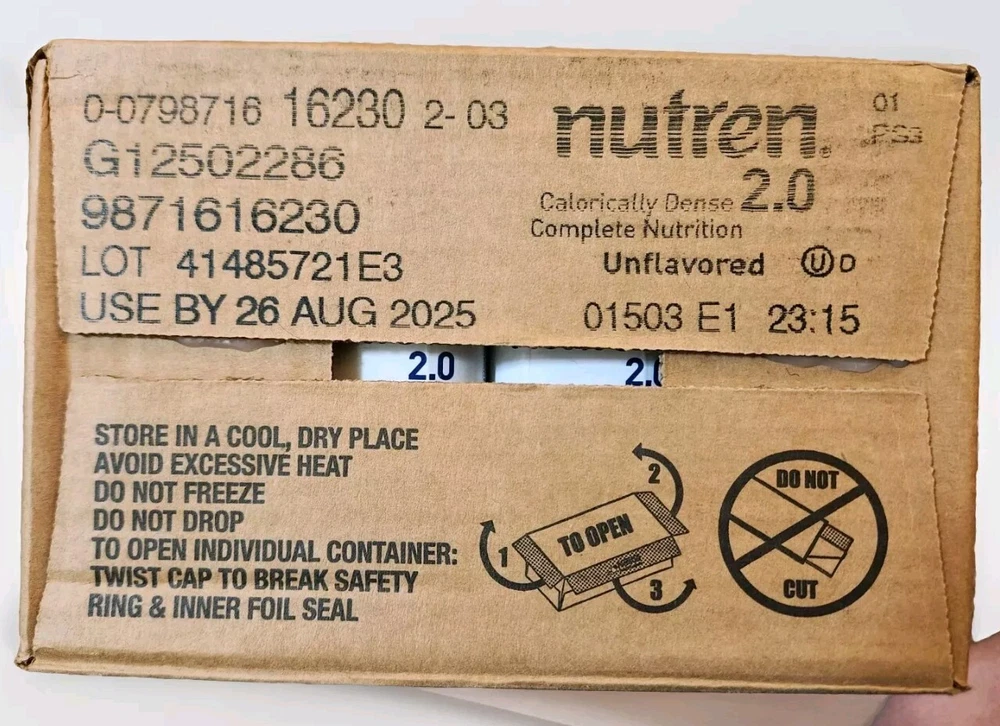 0-0798716 16230 2-03
G12502286
9871616230
LOT 41485721E3
USE BY 26 AUG 2025
nutren.
2.0
Calorically Dense
Complete Nutrition
Unflavored U D
01503 E1 23:15
01
2.0
2.0
STORE IN A COOL, DRY PLACE
AVOID EXCESSIVE HEAT
DO NOT FREEZE
DO NOT DROP
TO OPEN INDIVIDUAL CONTAINER:
TWIST CAP TO BREAK SAFETY
RING & INNER FOIL SEAL
1
2
TO OPEN
3
DO NOT
CUT